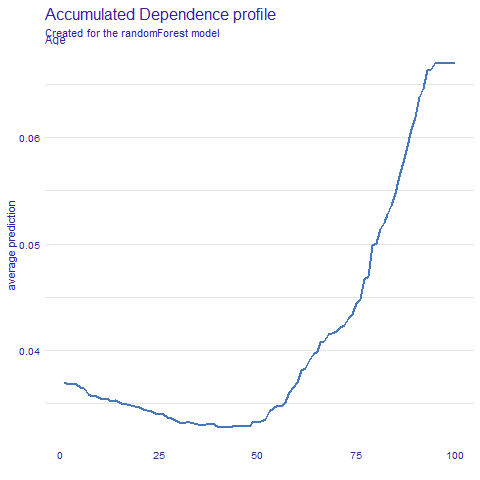 Accumulated Dependence profile
Created for the randomForest model
Age
average prediction
0.06
0.05
0.04
0
25
50
75
100